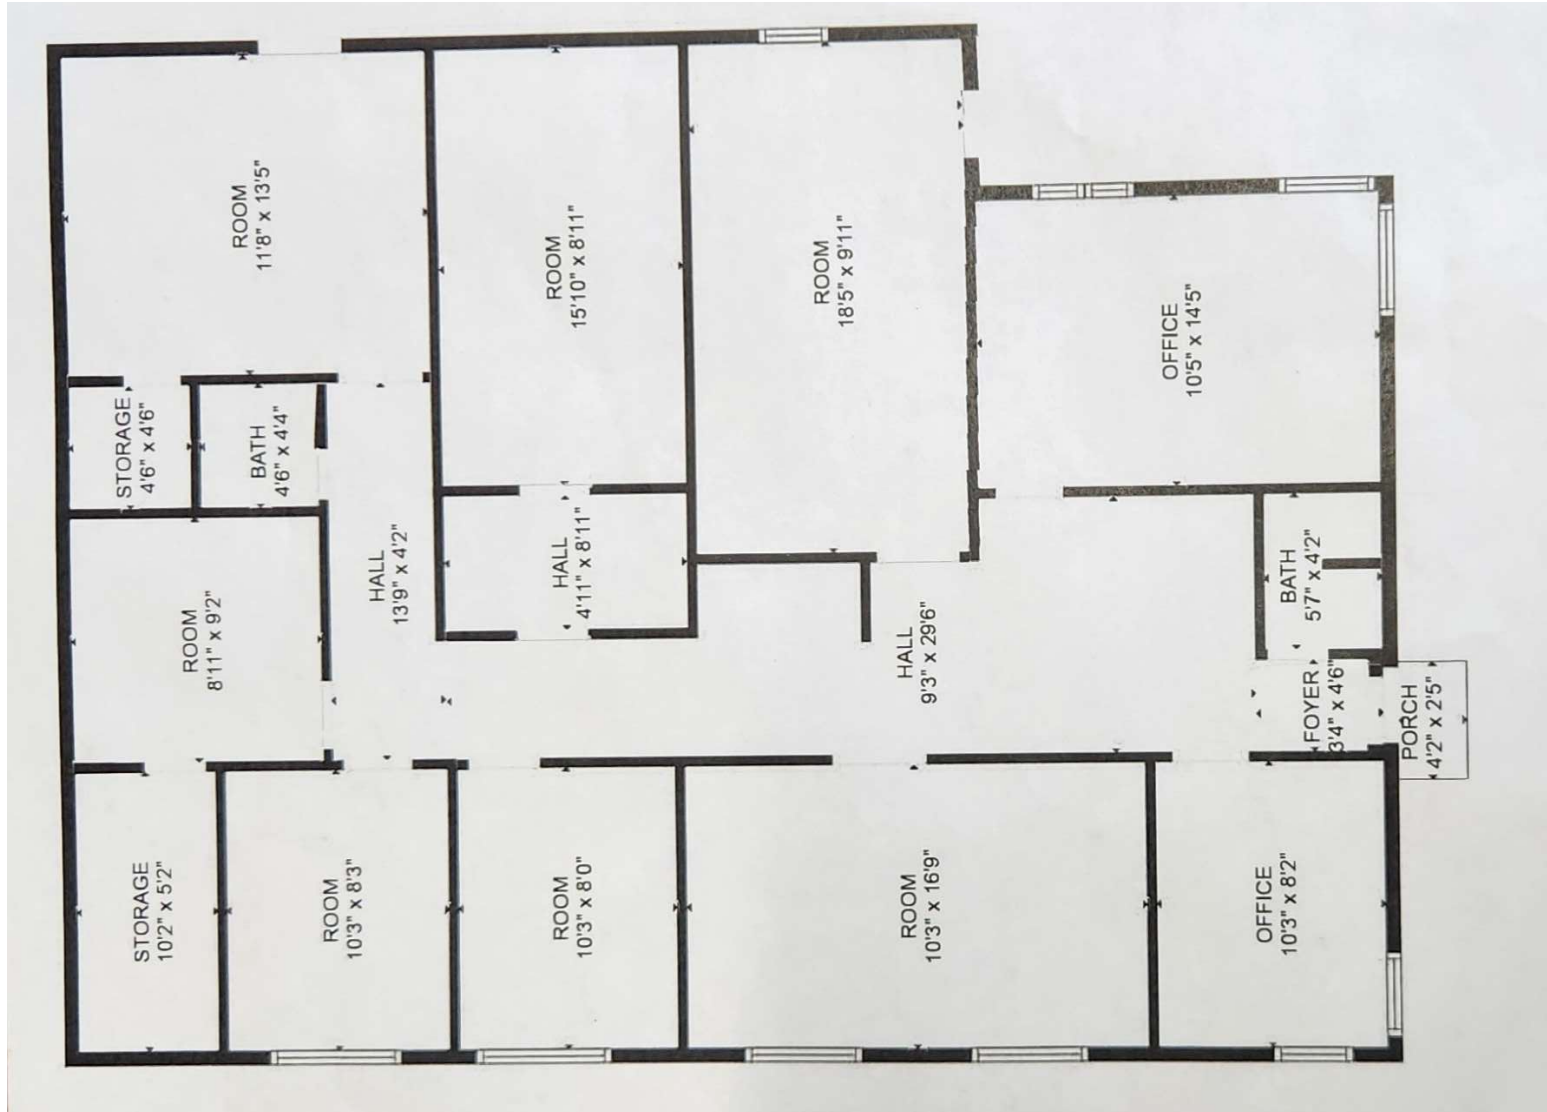 ROOM
11'8" x 13'5"
ROOM
15'10" x 8'11"
ROOM
18'5" x 9'11"
OFFICE
10'5" x 14'5"
STORAGE
4'6" x 4'6"
BATH
4'6" x 4'4"
ROOM
8'11" x 9'2"
HALL
13'9" x 4'2"
HALL
4'11" x 8'11"
HALL
9'3" x 29'6"
BATH
5'7" x 4'2"
FOYER
3'4" x 4'6"
PORCH
4'2" x 2'5"
STORAGE
10'2" x 5'2"
ROOM
10'3" x 8'3"
ROOM
10'3" x 8'0"
ROOM
10'3" x 16'9"
OFFICE
10'3" x 8'2"